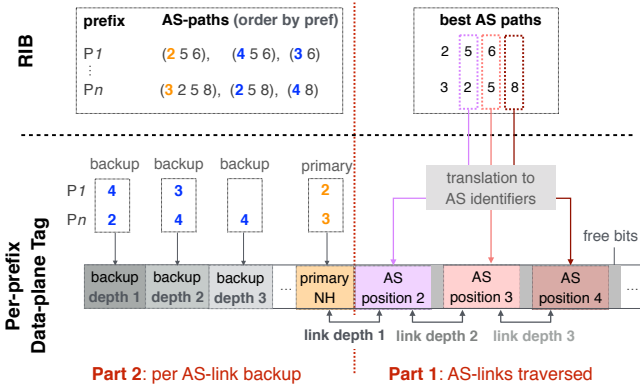 prefix AS-paths (order by pref)
P1 (2 5 6), (4 5 6), (3 6)
⋮
Pn (3 2 5 8), (2 5 8), (4 8)
best AS paths
2 5 6
3 2 5 8
RIB
backup backup backup primary
P1 4 3 2
Pn 2 4 4 3
translation to
AS identifiers
free bits
Per-prefix
Data-plane Tag
backup depth 1
backup depth 2
backup depth 3
...
primary NH
AS position 2
AS position 3
AS position 4
...
link depth 1 link depth 2 link depth 3
Part 2: per AS-link backup
Part 1: AS-links traversed